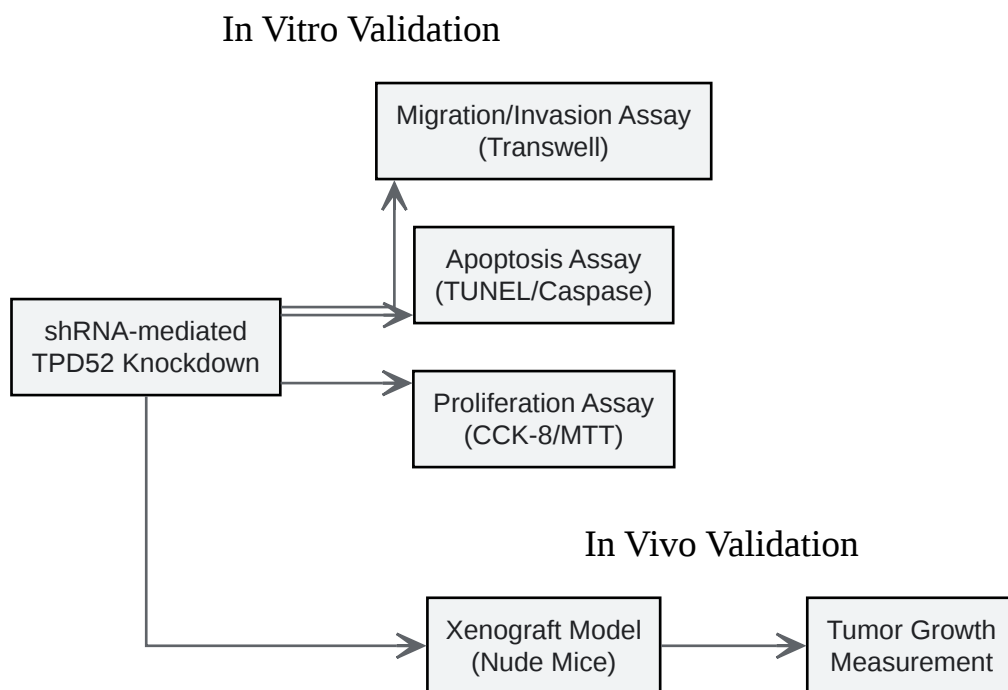 In Vitro Validation
Migration/Invasion Assay
(Transwell)
Apoptosis Assay
(TUNEL/Caspase)
shRNA-mediated
TPD52 Knockdown
Proliferation Assay
(CCK-8/MTT)
In Vivo Validation
Xenograft Model
(Nude Mice)
Tumor Growth
Measurement